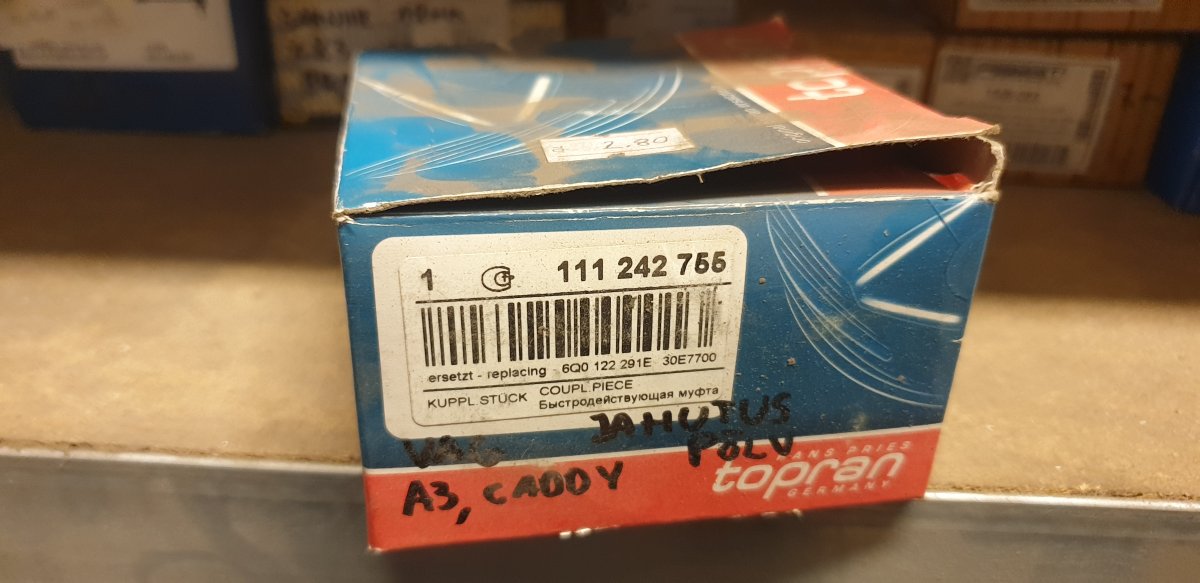 2.80
1 111 242 755
ersetzt - replacing 6Q0 122 291E 30E7700
KUPPL.STÜCK COUPL.PIECE
Быстродействующая муфта
VAG JAHUTUS
A3, CADDY PÕLV
HANS PRIES
topran
GERMANY